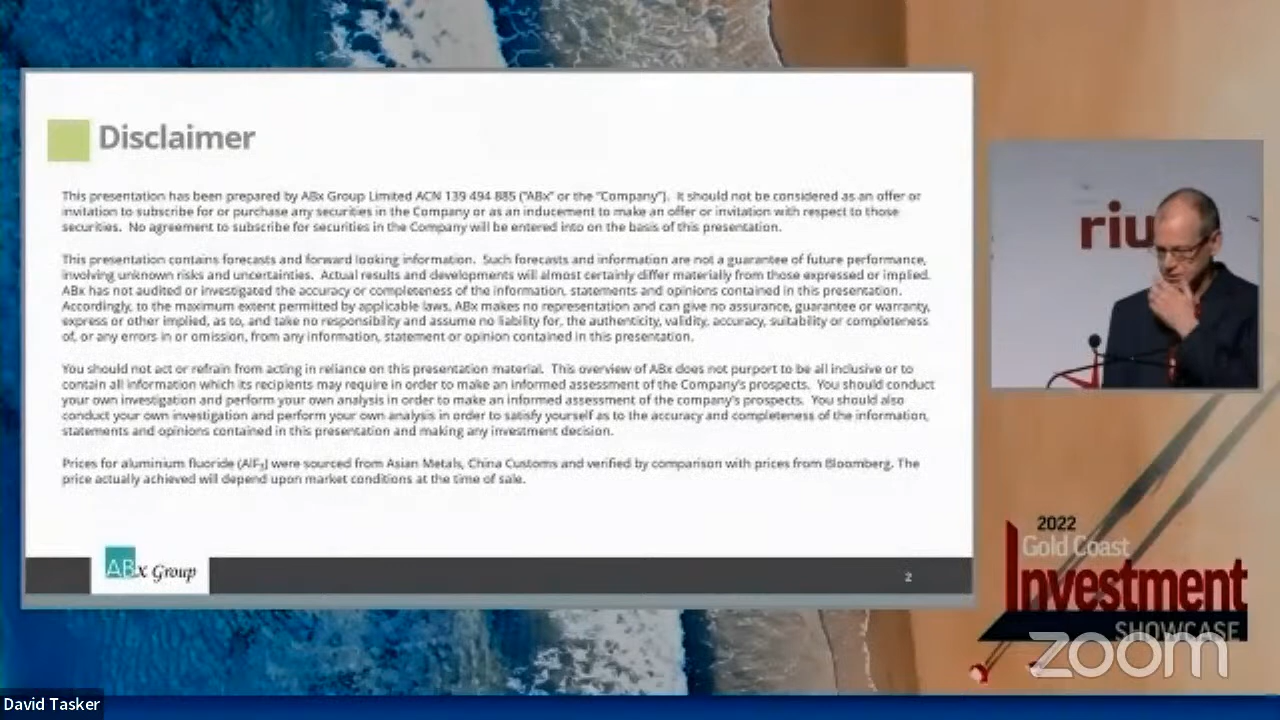 Disclaimer
This presentation has been prepared by ABx Group Limited ACN 139 494 885 ("ABx" or the "Company"). It should not be considered as an offer or
invitation to subscribe for or purchase any securities in the Company or as an inducement to make an offer or invitation with respect to those
securities. No agreement to subscribe for securities in the Company will be entered into on the basis of this presentation.
This presentation contains forecasts and forward looking information. Such forecasts and information are not a guarantee of future performance,
involving unknown risks and uncertainties. Actual results and developments will almost certainly differ materially from those expressed or implied.
ABx has not audited or investigated the accuracy or completeness of the information, statements and opinions contained in this presentation.
Accordingly, to the maximum extent permitted by applicable laws, ABx makes no representation and can give no assurance, guarantee or warranty,
express or other implied, as to, and take no responsibility and assume no liability for, the authenticity, validity, accuracy, suitability or completeness
of, or any errors in or omission, from any information, statement or opinion contained in this presentation.
You should not act or refrain from acting in reliance on this presentation material. This overview of ABx does not purport to be all inclusive or to
contain all information which its recipients may require in order to make an informed assessment of the Company's prospects. You should conduct
your own investigation and perform your own analysis in order to make an informed assessment of the company's prospects. You should also
conduct your own investigation and perform your own analysis in order to satisfy yourself as to the accuracy and completeness of the information,
statements and opinions contained in this presentation and making any investment decision.
Prices for aluminium fluoride (AlF₃) were sourced from Asian Metals, China Customs and verified by comparison with prices from Bloomberg. The
price actually achieved will depend upon market conditions at the time of sale.
ABx Group
2
riu
2022
Gold Coast
Investment
SHOWCASE
zoom
David Tasker